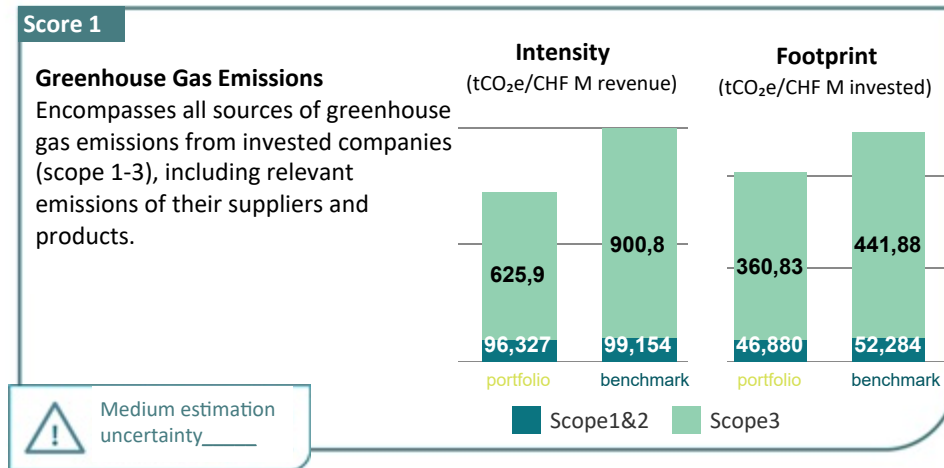 Score 1
Greenhouse Gas Emissions
Encompasses all sources of greenhouse
gas emissions from invested companies
(scope 1-3), including relevant
emissions of their suppliers and
products.
Intensity
(tCO₂e/CHF M revenue)
625,9
900,8
96,327
99,154
portfolio
benchmark
Footprint
(tCO₂e/CHF M invested)
360,83
441,88
46,880
52,284
portfolio
benchmark
Scope1&2
Scope3
!
Medium estimation
uncertainty_____